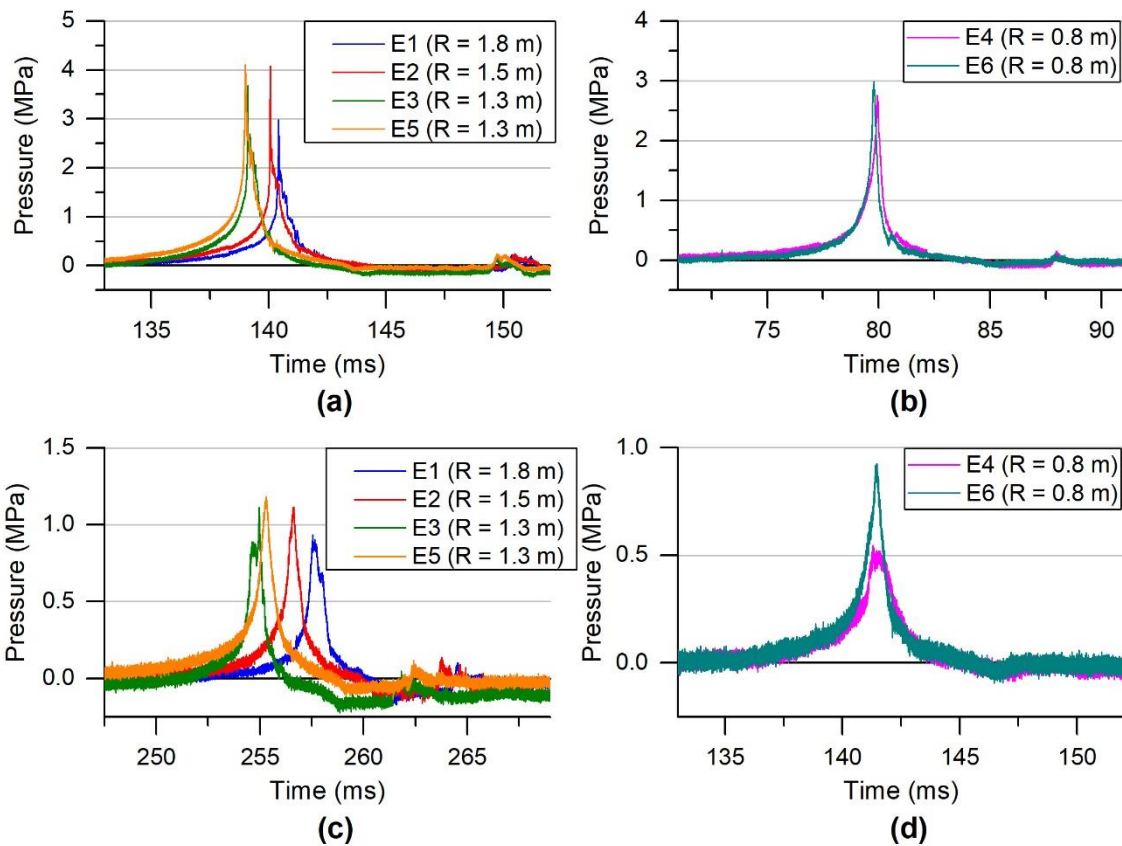 5
4
3
2
1
0
Pressure (MPa)
E1 (R = 1.8 m)
E2 (R = 1.5 m)
E3 (R = 1.3 m)
E5 (R = 1.3 m)
135 140 145 150
Time (ms)
(a)
4
3
2
1
0
Pressure (MPa)
E4 (R = 0.8 m)
E6 (R = 0.8 m)
75 80 85 90
Time (ms)
(b)
1.5
1.0
0.5
0.0
Pressure (MPa)
E1 (R = 1.8 m)
E2 (R = 1.5 m)
E3 (R = 1.3 m)
E5 (R = 1.3 m)
250 255 260 265
Time (ms)
(c)
1.0
0.5
0.0
Pressure (MPa)
E4 (R = 0.8 m)
E6 (R = 0.8 m)
135 140 145 150
Time (ms)
(d)